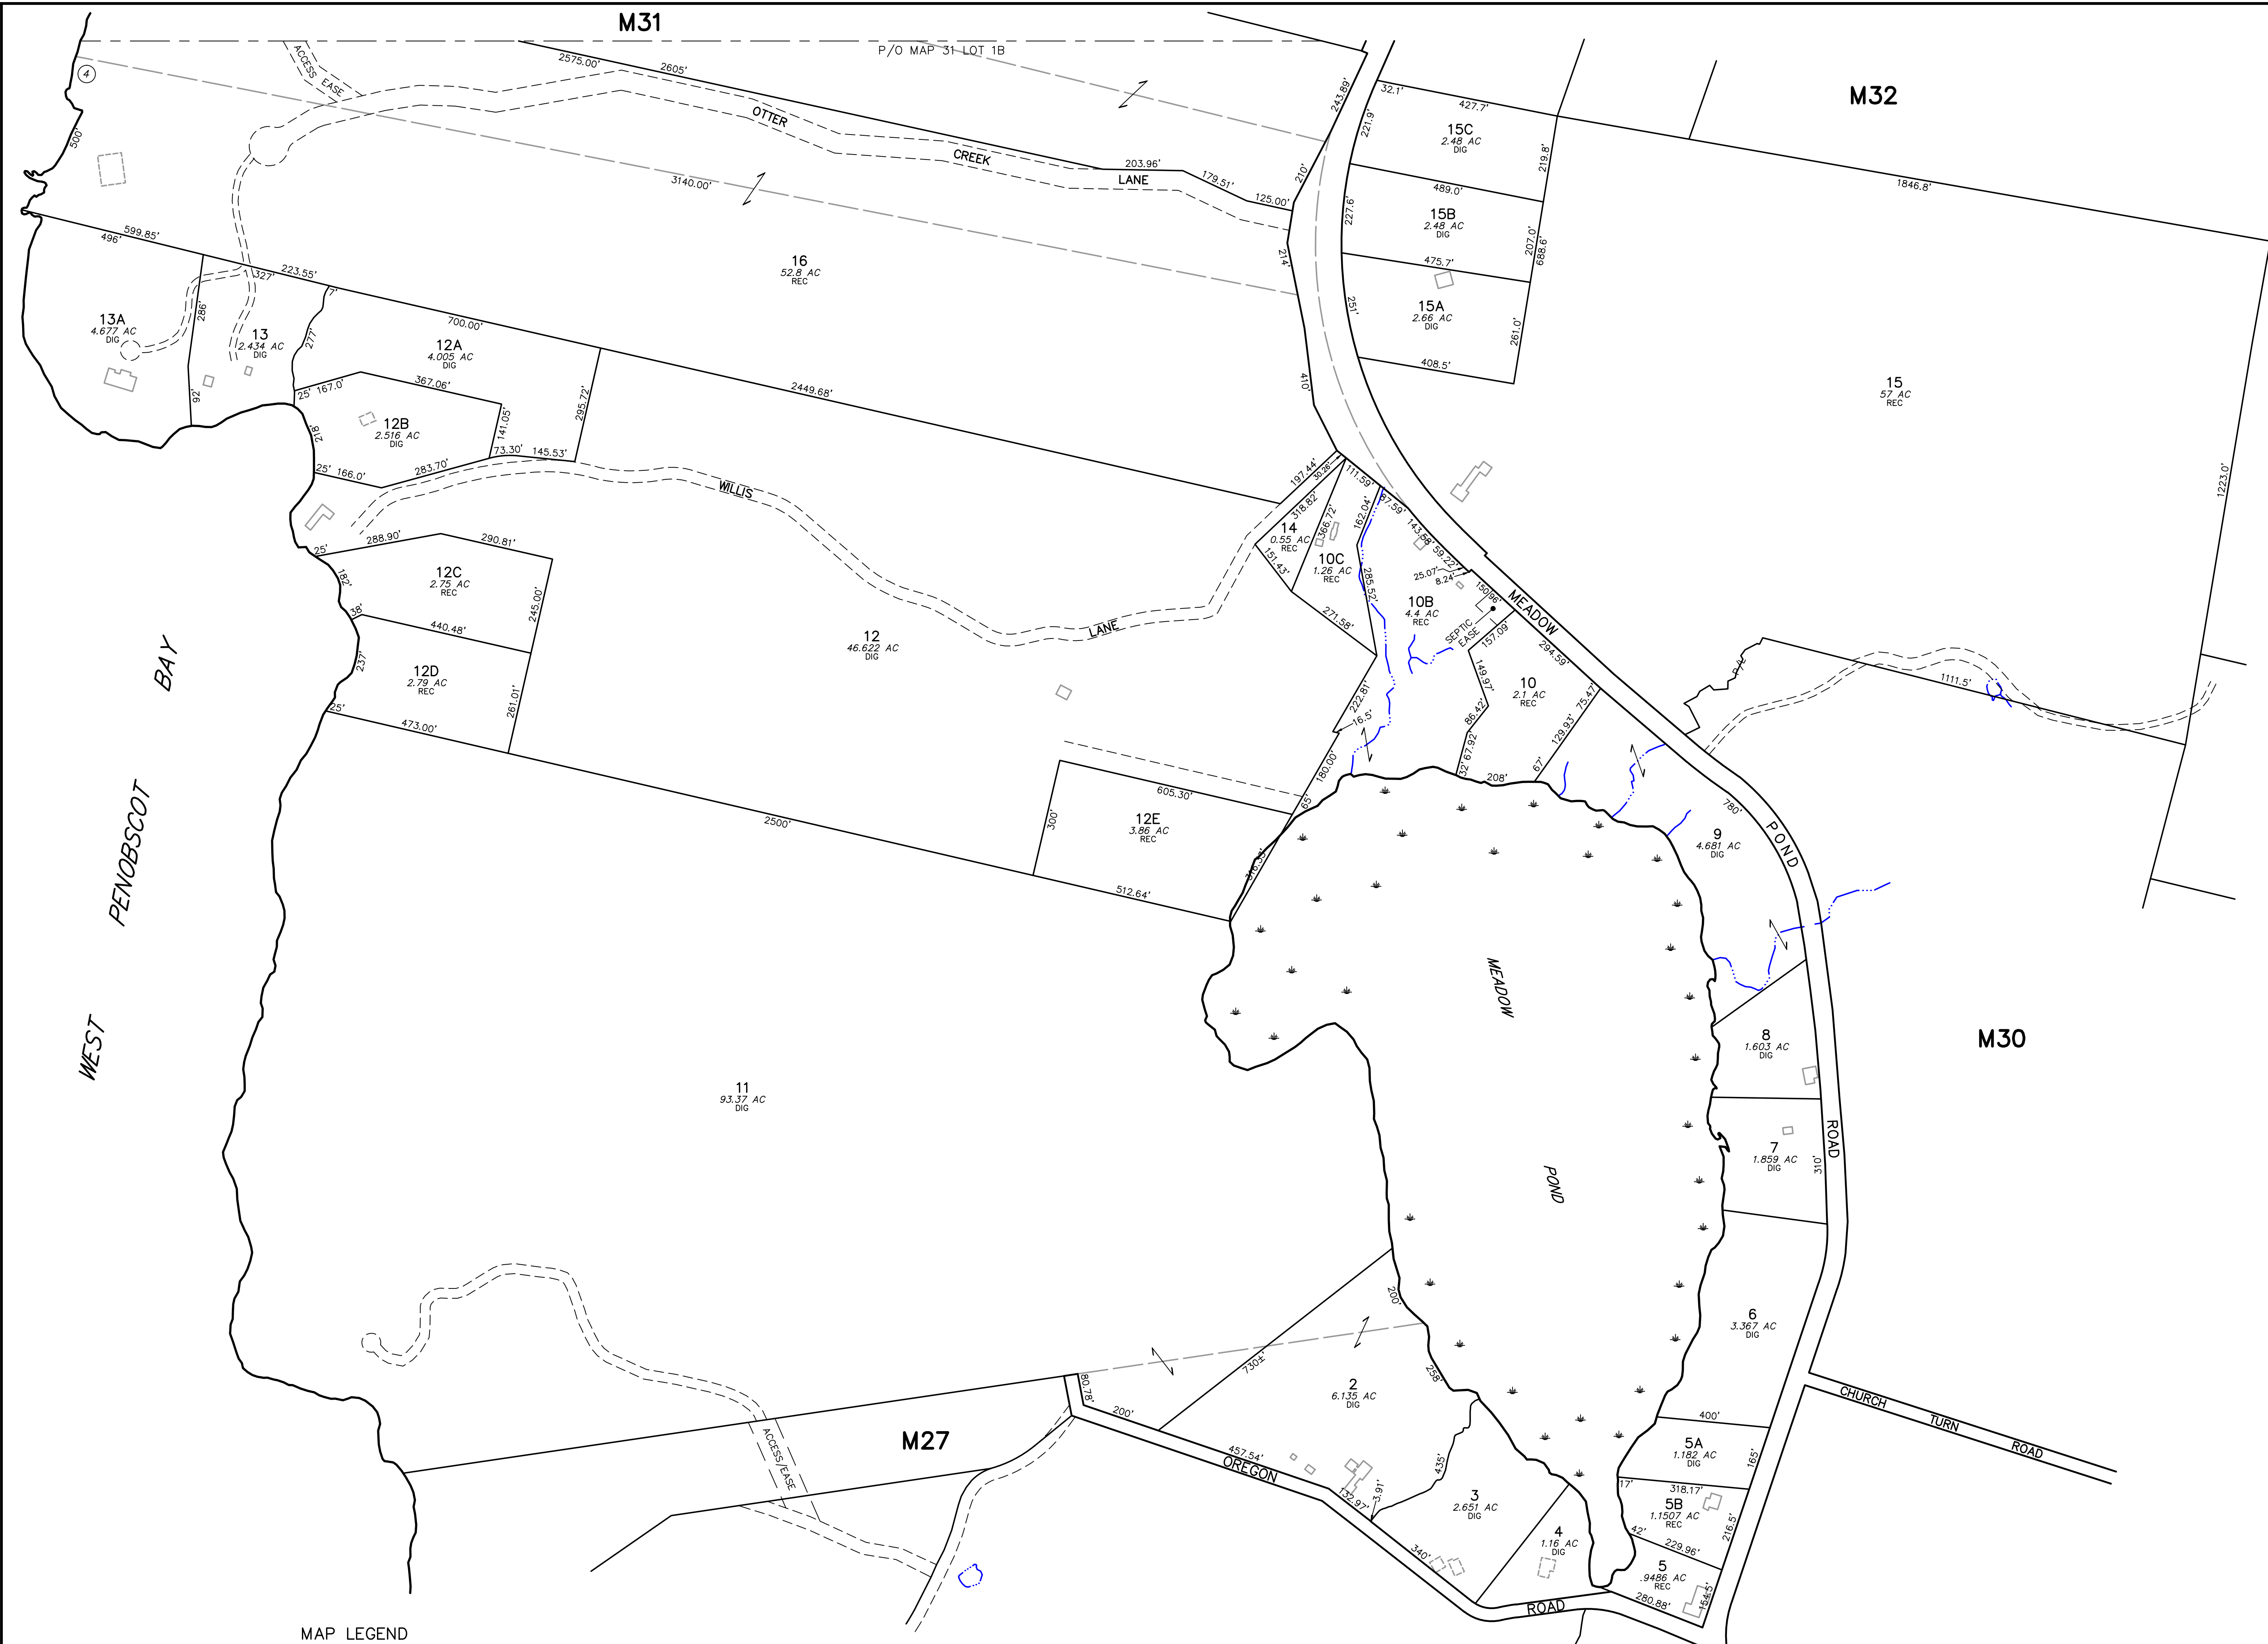 M31
P/O MAP 31 LOT 1B
M32
4
ACCESS EASE
2575.00'
2605'
243.89'
32.1'
427.7'
221.9'
15C
2.48 AC
DIG
219.8'
500'
OTTER CREEK LANE
203.96'
179.51'
125.00'
210'
3140.00'
1846.8'
489.0'
227.6'
15B
2.48 AC
DIG
207.0'
688.6'
599.85'
496'
214'
16
52.8 AC
REC
475.7'
223.55'
327'
7'
286'
277'
251'
15A
2.66 AC
DIG
261.0'
408.5'
13A
4.677 AC
DIG
13
2.434 AC
DIG
92'
700.00'
12A
4.005 AC
DIG
295.72'
410'
2449.68'
15
57 AC
REC
1223.0'
25'
167.0'
367.06'
141.05'
218'
12B
2.516 AC
DIG
25'
166.0'
283.70'
73.30'
145.53'
WILLIS LANE
197.44'
30.26'
318.82'
111.59'
366.72'
162.04'
67.59'
143.58'
59.22'
14
0.55 AC
REC
151.43'
10C
1.26 AC
REC
285.52'
271.58'
25.07'
8.24'
150.96'
10B
4.4 AC
REC
SEPTIC EASE
157.09'
294.59'
MEADOW POND ROAD
25'
288.90'
290.81'
182'
12C
2.75 AC
REC
245.00'
38'
440.48'
237'
12D
2.79 AC
REC
261.01'
25'
473.00'
12
46.622 AC
DIG
149.97'
10
2.1 AC
REC
75.47'
129.93'
86.42'
67.92'
32'
67'
208'
222.81'
16.5'
180.00'
65'
P/L
1111.5'
WEST PENOBSCOT BAY
2500'
300'
605.30'
12E
3.86 AC
REC
512.64'
780'
9
4.681 AC
DIG
MEADOW POND
8
1.603 AC
DIG
M30
11
93.37 AC
DIG
7
1.859 AC
DIG
310'
200'
6
3.367 AC
DIG
730±'
258'
2
6.135 AC
DIG
80.78'
200'
457.54'
CHURCH TURN ROAD
400'
5A
1.182 AC
DIG
165'
M27
ACCESS/EASE
OREGON ROAD
132.97'
3.91'
435'
3
2.651 AC
DIG
340'
4
1.16 AC
DIG
17'
318.17'
5B
1.1507 AC
REC
216.5'
42'
229.96'
5
.9486 AC
REC
154.5'
280.88'
MAP LEGEND